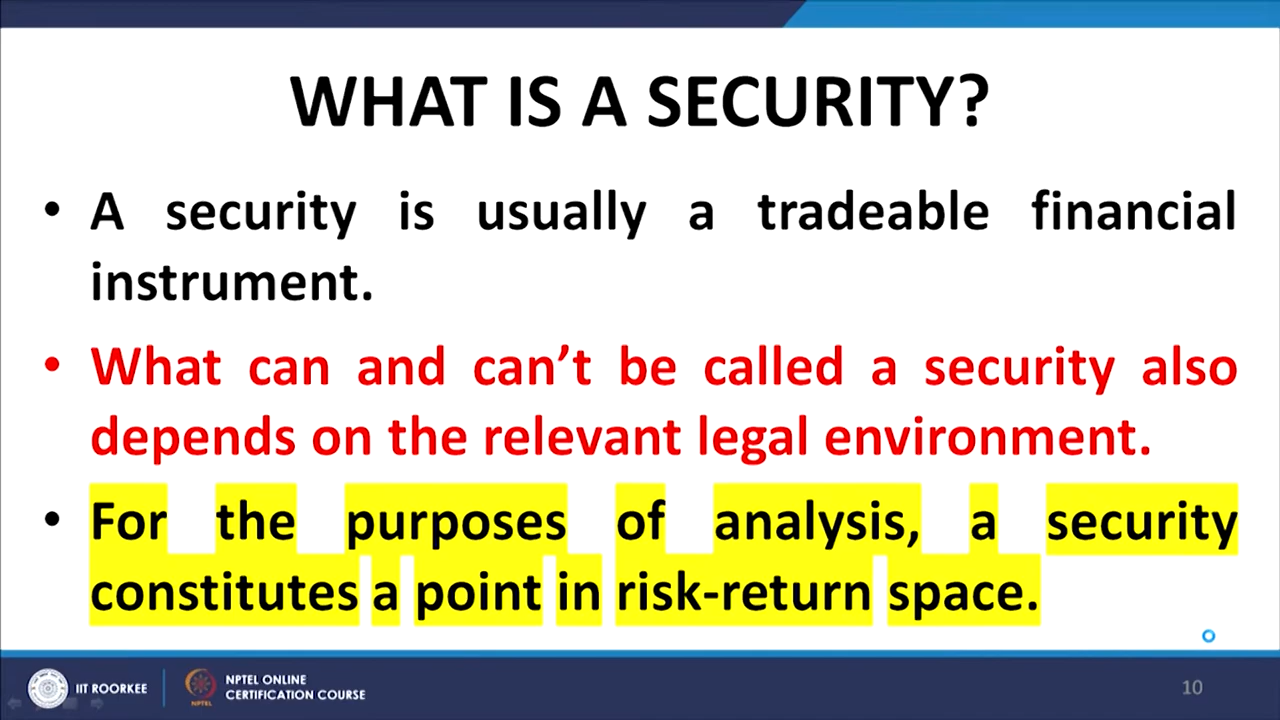 WHAT IS A SECURITY?
• A security is usually a tradeable financial
instrument.
• What can and can’t be called a security also
depends on the relevant legal environment.
• For the purposes of analysis, a security
constitutes a point in risk-return space.
IIT ROORKEE
NPTEL
NPTEL ONLINE
CERTIFICATION COURSE
10